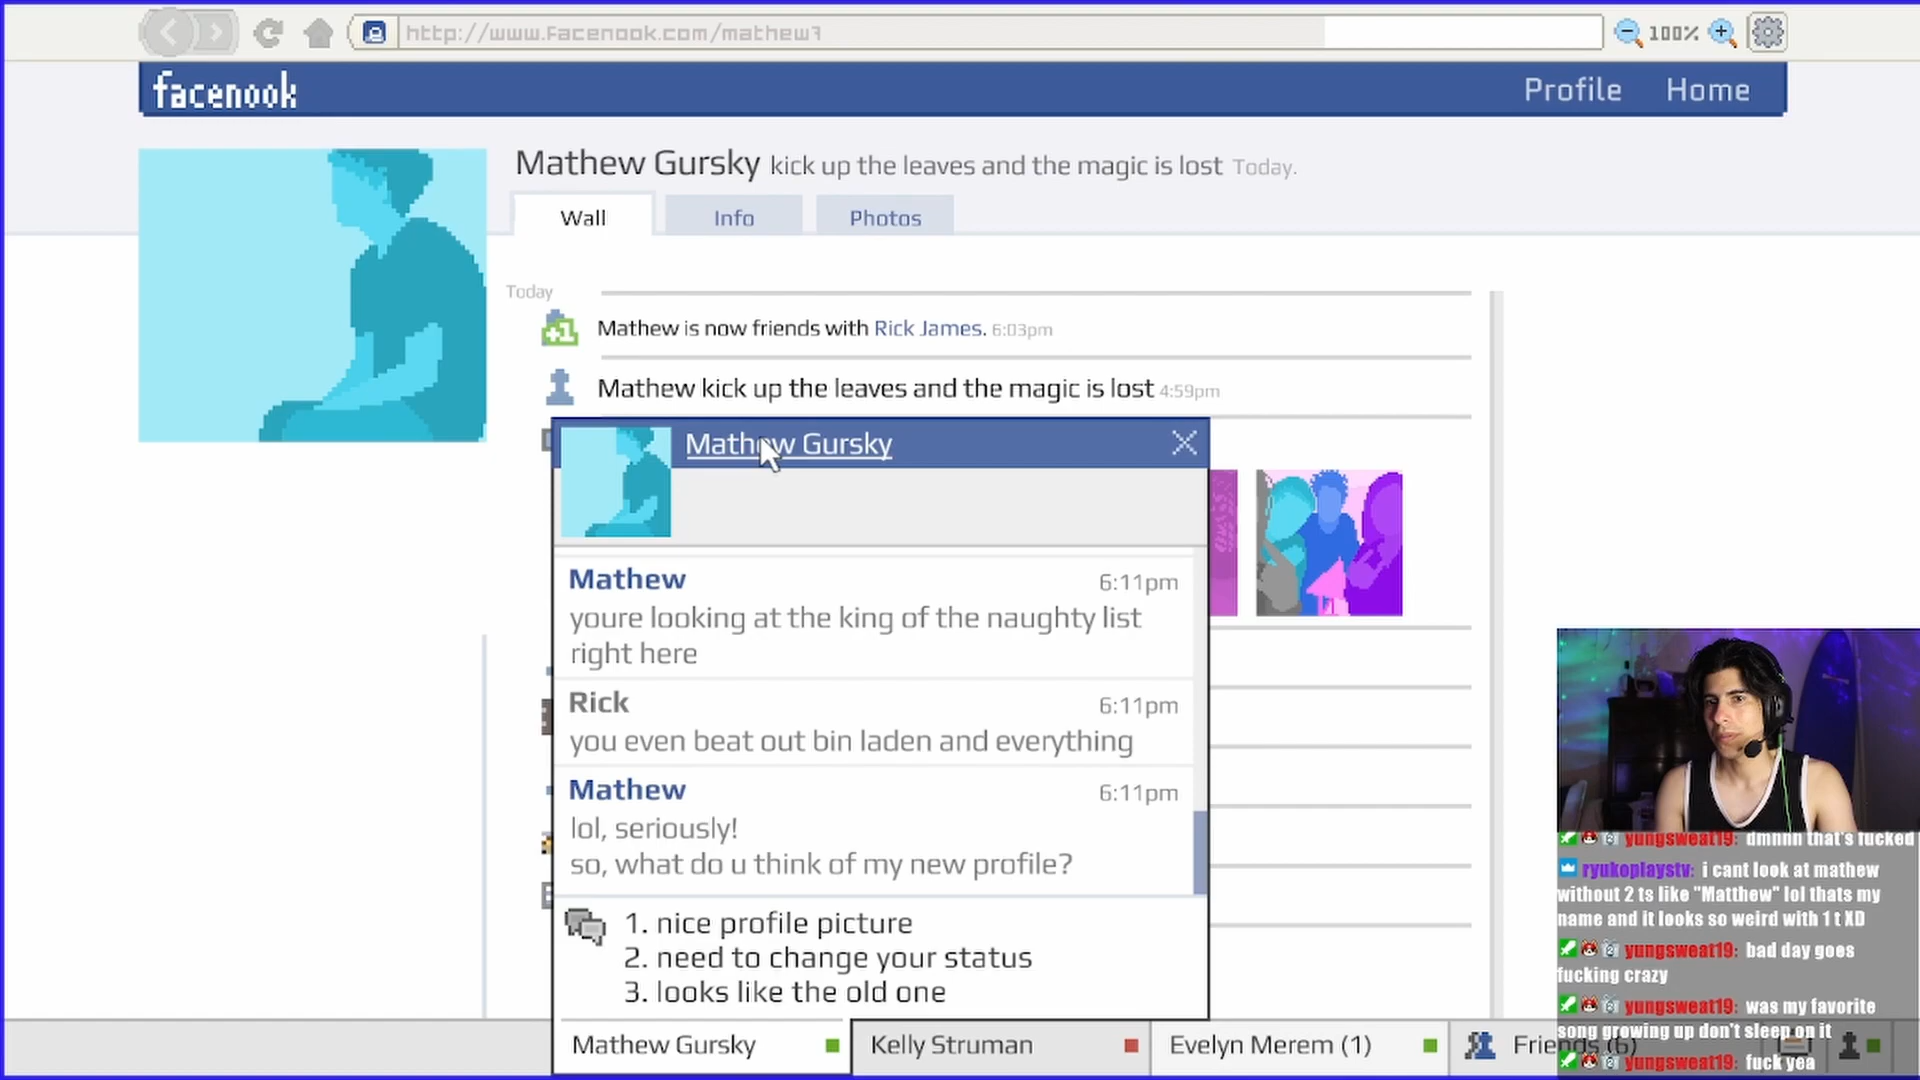 http://www.facenook.com/mathew7
100%
facenook
Profile
Home
Mathew Gursky kick up the leaves and the magic is lost Today.
Wall
Info
Photos
Today
+1
Mathew is now friends with Rick James. 6:03pm
Mathew kick up the leaves and the magic is lost 4:59pm
Mathew Gursky
Mathew 6:11pm
youre looking at the king of the naughty list
right here
Rick 6:11pm
you even beat out bin laden and everything
Mathew 6:11pm
lol, seriously!
so, what do u think of my new profile?
1. nice profile picture
2. need to change your status
3. looks like the old one
Mathew Gursky
Kelly Struman
Evelyn Merem (1)
Friends (6)
yungsweat19: dmnnn that's fucked
ryukoplaystv: i cant look at mathew
without 2 ts like "Matthew" lol thats my
name and it looks so weird with 1 t XD
yungsweat19: bad day goes
fucking crazy
yungsweat19: was my favorite
song growing up don't sleep on it
yungsweat19: fuck yea